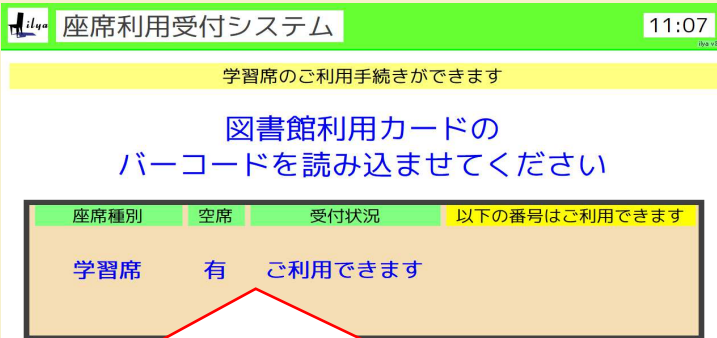 ilya 座席利用受付システム 11:07
学習席のご利用手続きができます
図書館利用カードの
バーコードを読み込ませてください
座席種別 空席 受付状況 以下の番号はご利用できます
学習席 有 ご利用できます